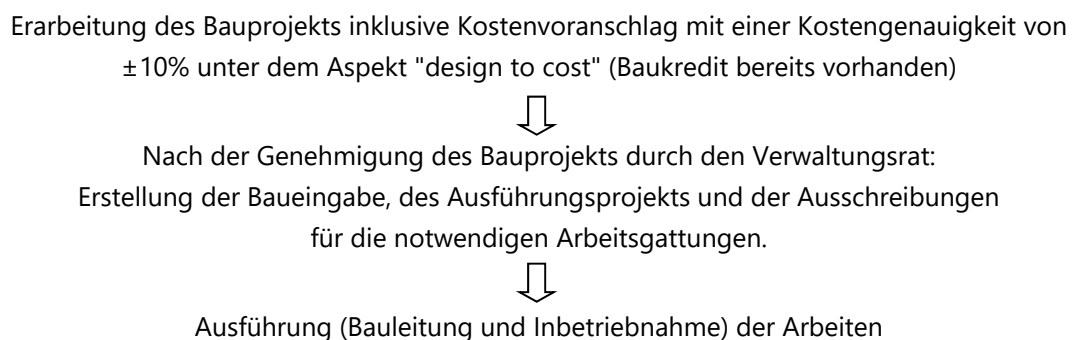 Erarbeitung des Bauprojekts inklusive Kostenvoranschlag mit einer Kostengenauigkeit von
±10% unter dem Aspekt "design to cost" (Baukredit bereits vorhanden)
Nach der Genehmigung des Bauprojekts durch den Verwaltungsrat:
Erstellung der Baueingabe, des Ausführungsprojekts und der Ausschreibungen
für die notwendigen Arbeitsgattungen.
Ausführung (Bauleitung und Inbetriebnahme) der Arbeiten